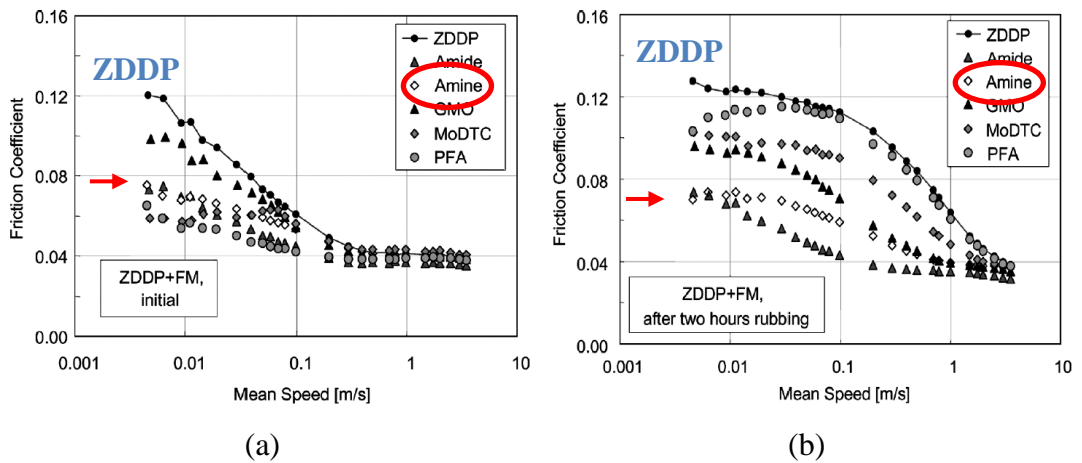 0.16
0.12
0.08
0.04
0.00
Friction Coefficient
ZDDP
ZDDP
Amide
Amine
GMO
MoDTC
PFA
ZDDP+FM,
initial
0.001 0.01 0.1 1 10
Mean Speed [m/s]
(a)
0.16
0.12
0.08
0.04
0.00
Friction Coefficient
ZDDP
ZDDP
Amide
Amine
GMO
MoDTC
PFA
ZDDP+FM,
after two hours rubbing
0.001 0.01 0.1 1 10
Mean Speed [m/s]
(b)